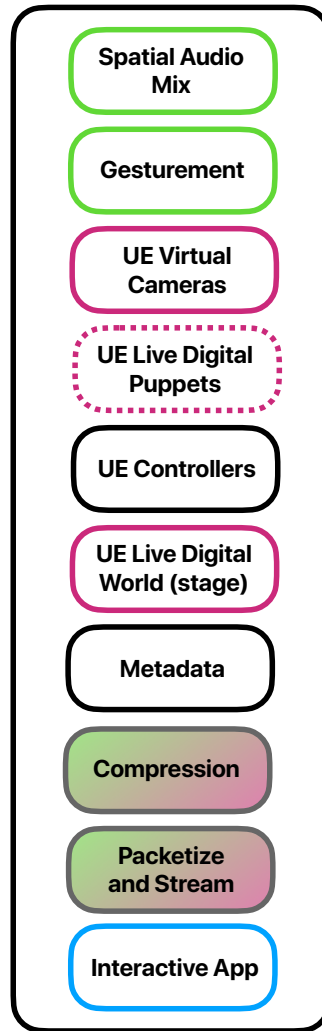 Spatial Audio
Mix
Gesturement
UE Virtual
Cameras
UE Live Digital
Puppets
UE Controllers
UE Live Digital
World (stage)
Metadata
Compression
Packetize
and Stream
Interactive App